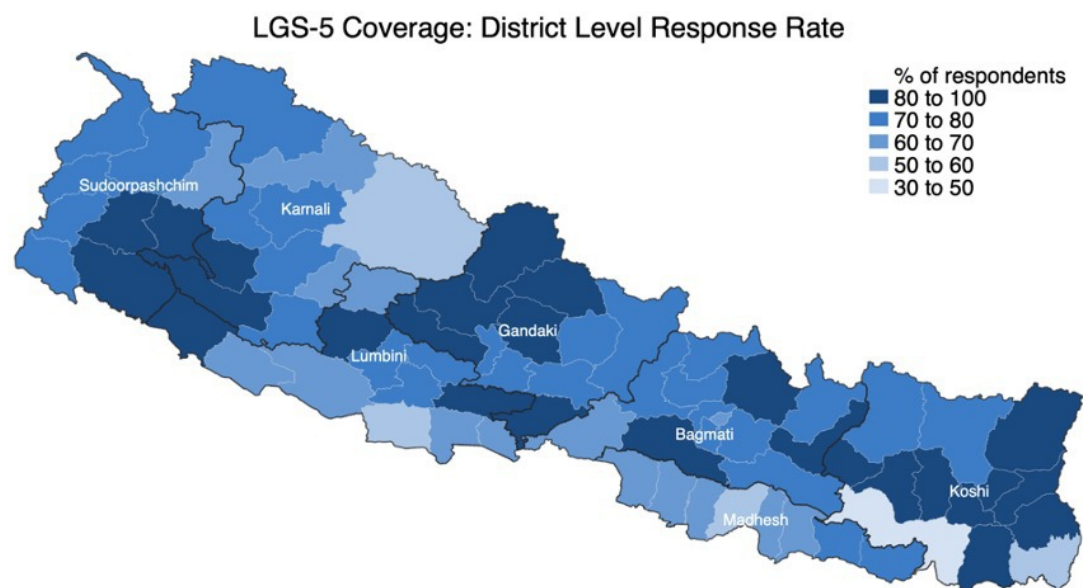 LGS-5 Coverage: District Level Response Rate
% of respondents
80 to 100
70 to 80
60 to 70
50 to 60
30 to 50
Sudoorpashchim
Karnali
Gandaki
Lumbini
Bagmati
Koshi
Madhesh